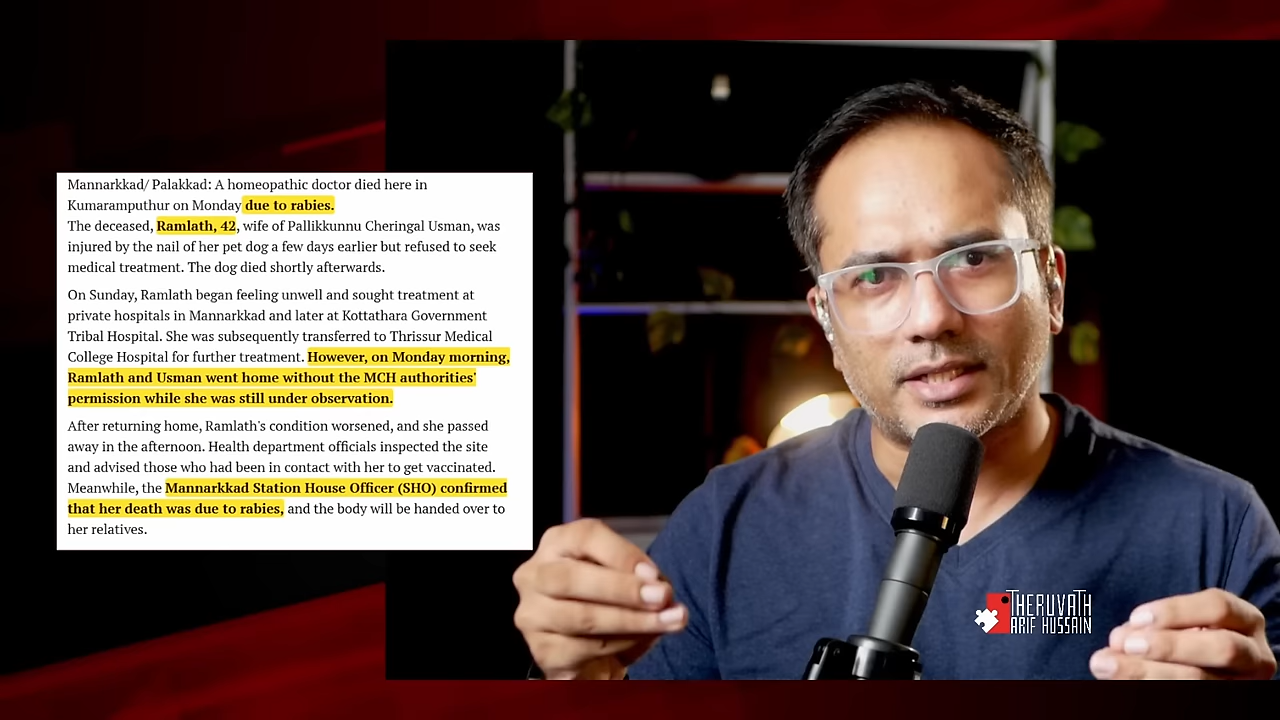 Mannarkkad/ Palakkad: A homeopathic doctor died here in
Kumaramputhur on Monday due to rabies.
The deceased, Ramlath, 42, wife of Pallikkunnu Cheringal Usman, was
injured by the nail of her pet dog a few days earlier but refused to seek
medical treatment. The dog died shortly afterwards.
On Sunday, Ramlath began feeling unwell and sought treatment at
private hospitals in Mannarkkad and later at Kottathara Government
Tribal Hospital. She was subsequently transferred to Thrissur Medical
College Hospital for further treatment. However, on Monday morning,
Ramlath and Usman went home without the MCH authorities'
permission while she was still under observation.
After returning home, Ramlath's condition worsened, and she passed
away in the afternoon. Health department officials inspected the site
and advised those who had been in contact with her to get vaccinated.
Meanwhile, the Mannarkkad Station House Officer (SHO) confirmed
that her death was due to rabies, and the body will be handed over to
her relatives.
THERUVATH
ARIF HUSSAIN